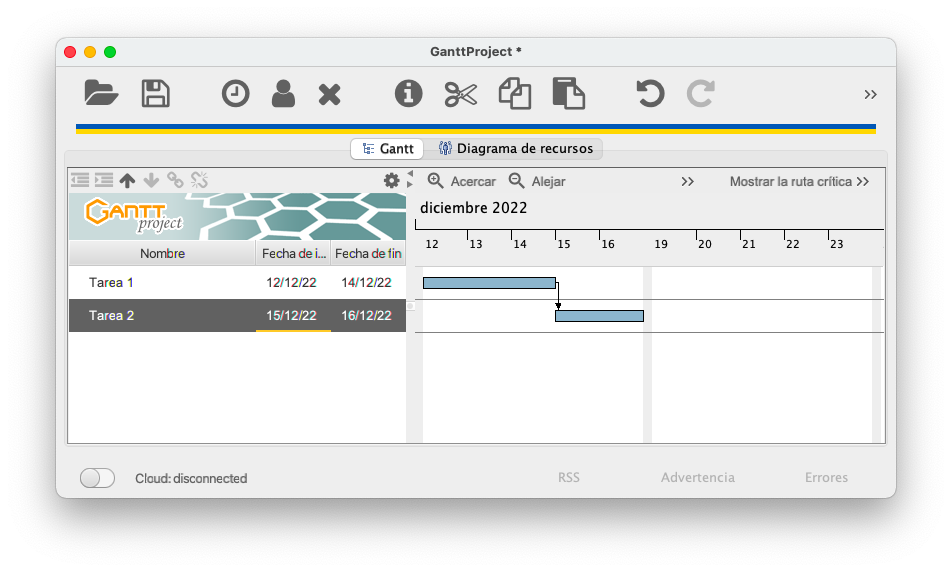 GanttProject *
Gantt
Diagrama de recursos
Acercar
Alejar
Mostrar la ruta crítica
GANTT
project
diciembre 2022
12 13 14 15 16 19 20 21 22 23
Nombre Fecha de i... Fecha de fin
Tarea 1 12/12/22 14/12/22
Tarea 2 15/12/22 16/12/22
Cloud: disconnected
RSS Advertencia Errores